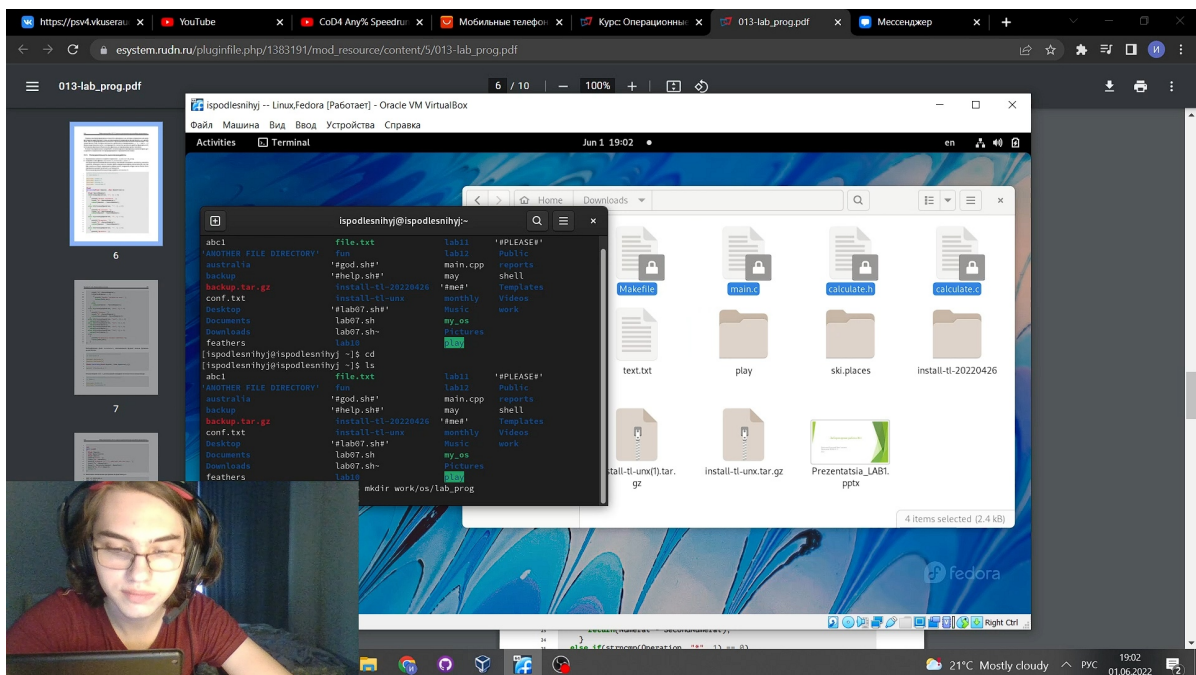 https://psv4.vkuserau
YouTube
CoD4 Any% Speedrun
Мобильные телефон
Курс: Операционные
013-lab_prog.pdf
Мессенджер
esystem.rudn.ru/pluginfile.php/1383191/mod_resource/content/5/013-lab_prog.pdf
И
013-lab_prog.pdf
6 / 10
100%
ispodlesnihyj -- Linux,Fedora [Работает] - Oracle VM VirtualBox
Файл Машина Вид Ввод Устройства Справка
Activities Terminal Jun 1 19:02 en
Home Downloads
ispodlesnihyj@ispodlesnihyj:~
abc1 file.txt lab11 '#PLEASE#'
'ANOTHER FILE DIRECTORY' fun lab12 Public
australia '#god.sh#' main.cpp reports
backup '#help.sh#' may shell
backup.tar.gz install-tl-20220426 '#me#' Templates
conf.txt install-tl-unx monthly Videos
Desktop '#lab07.sh#' Music work
Documents lab07.sh my_os
Downloads lab07.sh~ Pictures
feathers lab10 play
[ispodlesnihyj@ispodlesnihyj ~]$ cd
[ispodlesnihyj@ispodlesnihyj ~]$ ls
abc1 file.txt lab11 '#PLEASE#'
'ANOTHER FILE DIRECTORY' fun lab12 Public
australia '#god.sh#' main.cpp reports
backup '#help.sh#' may shell
backup.tar.gz install-tl-20220426 '#me#' Templates
conf.txt install-tl-unx monthly Videos
Desktop '#lab07.sh#' Music work
Documents lab07.sh my_os
Downloads lab07.sh~ Pictures
feathers lab10 play
mkdir work/os/lab_prog
Makefile
main.c
calculate.h
calculate.c
text.txt
play
ski.places
install-tl-20220426
stall-tl-unx(1).tar.
gz
install-tl-unx.tar.gz
Prezentatsia_LAB1.
pptx
4 items selected (2.4 kB)
fedora
6
7
Right Ctrl
34 }
else if(strncmp(Operation, "*", 1) == 0)
21°C Mostly cloudy
РУС
19:02
01.06.2022
2